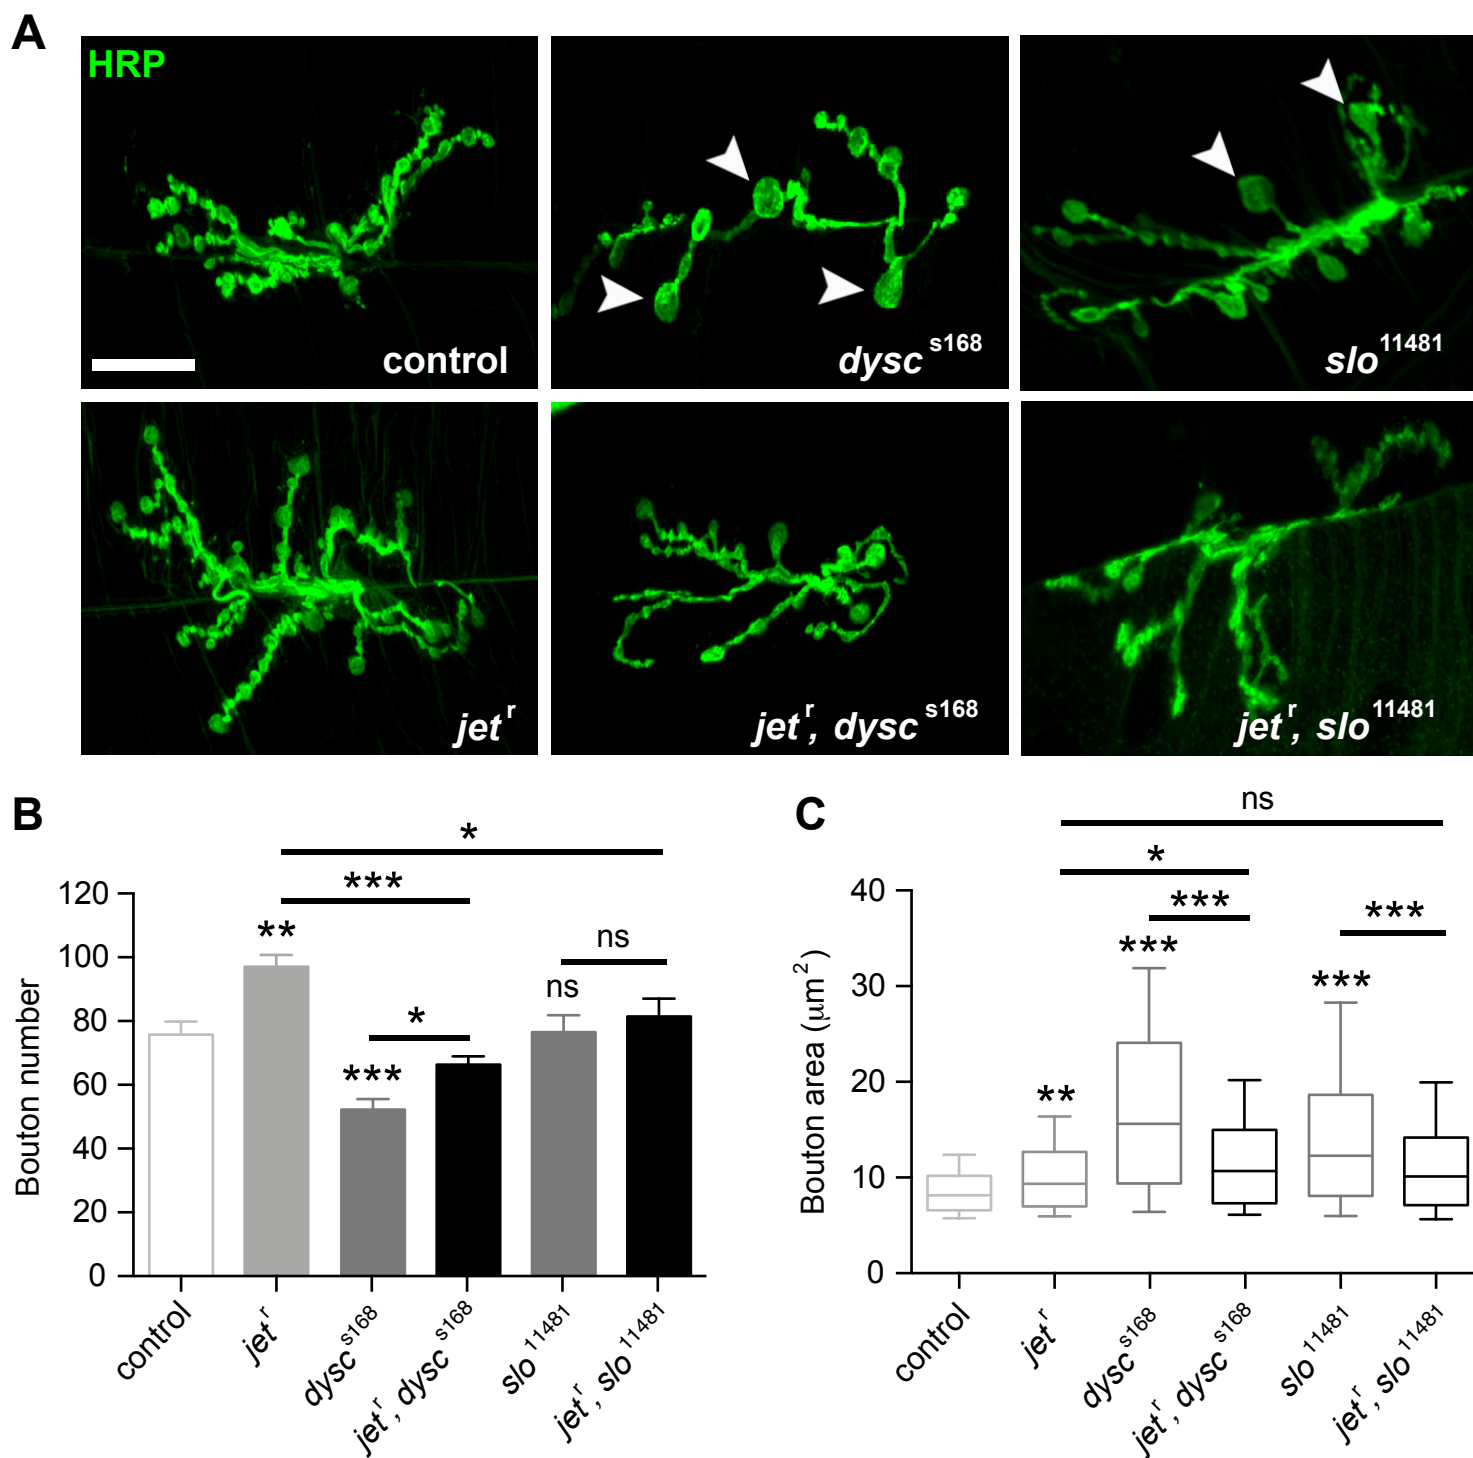 A
HRP
control
dysc s168
slo 11481
jet r
jet r, dysc s168
jet r, slo 11481
B
*
***
**
*
***
ns
ns
Bouton number
120
100
80
60
40
20
0
control
jet r
dysc s168
jet r, dysc s168
slo 11481
jet r, slo 11481
C
ns
*
***
***
***
***
**
Bouton area (μm2)
40
30
20
10
0
control
jet r
dysc s168
jet r, dysc s168
slo 11481
jet r, slo 11481